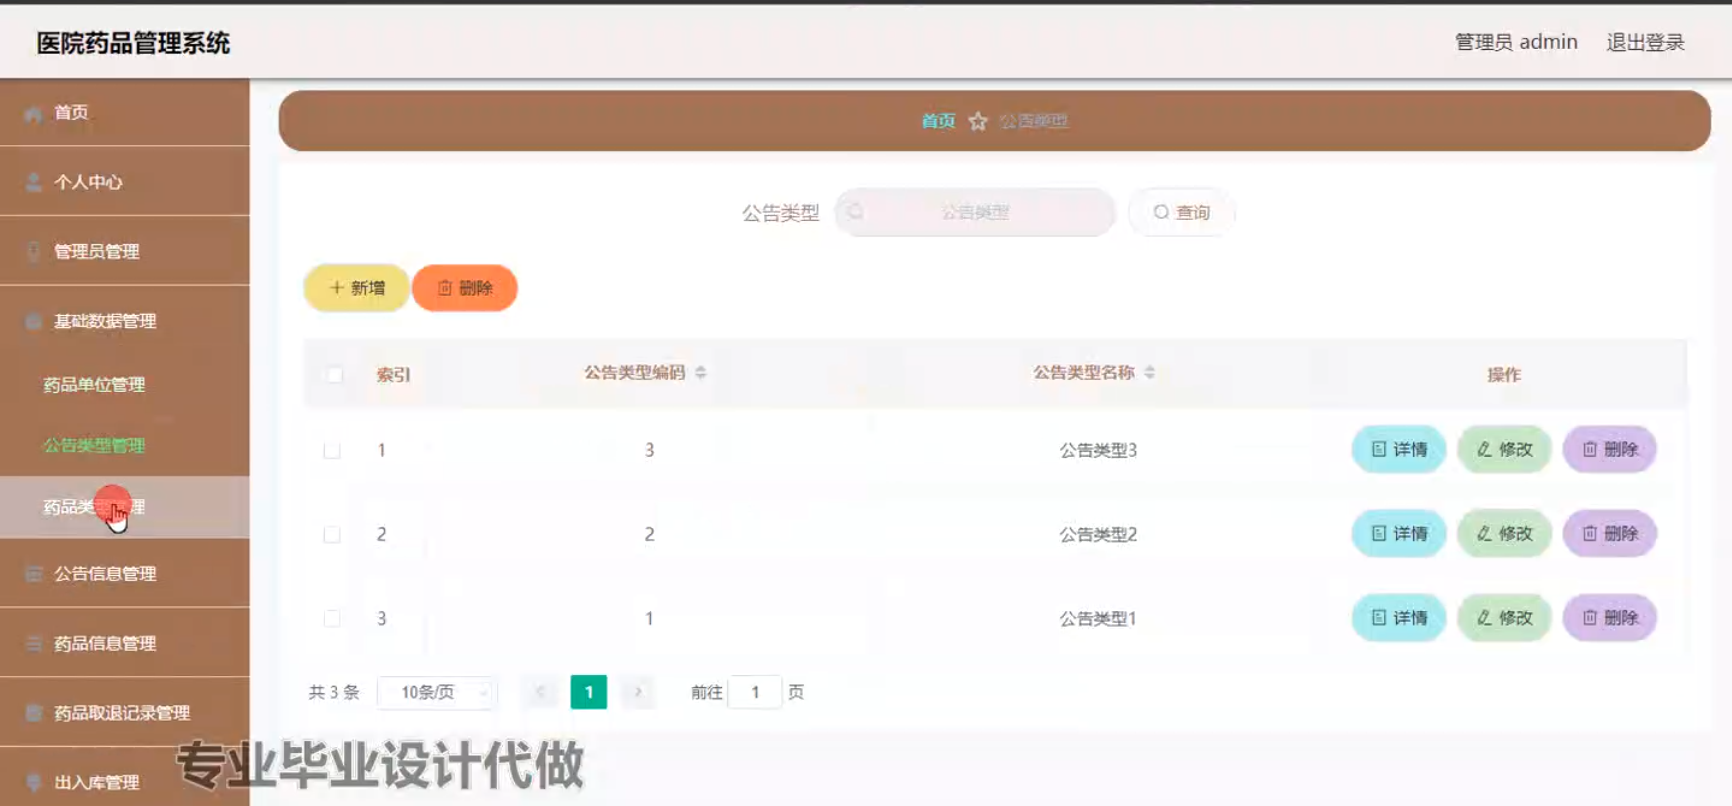 医院药品管理系统
管理员 admin 退出登录
首页
个人中心
管理员管理
基础数据管理
药品单位管理
公告类型管理
药品类型管理
公告信息管理
药品信息管理
药品取退记录管理
出入库管理
首页 公告类型
公告类型 公告类型 查询
新增 删除
索引 公告类型编码 公告类型名称 操作
1 3 公告类型3 详情 修改 删除
2 2 公告类型2 详情 修改 删除
3 1 公告类型1 详情 修改 删除
共 3 条 10条/页 1 前往 1 页
专业毕业设计代做